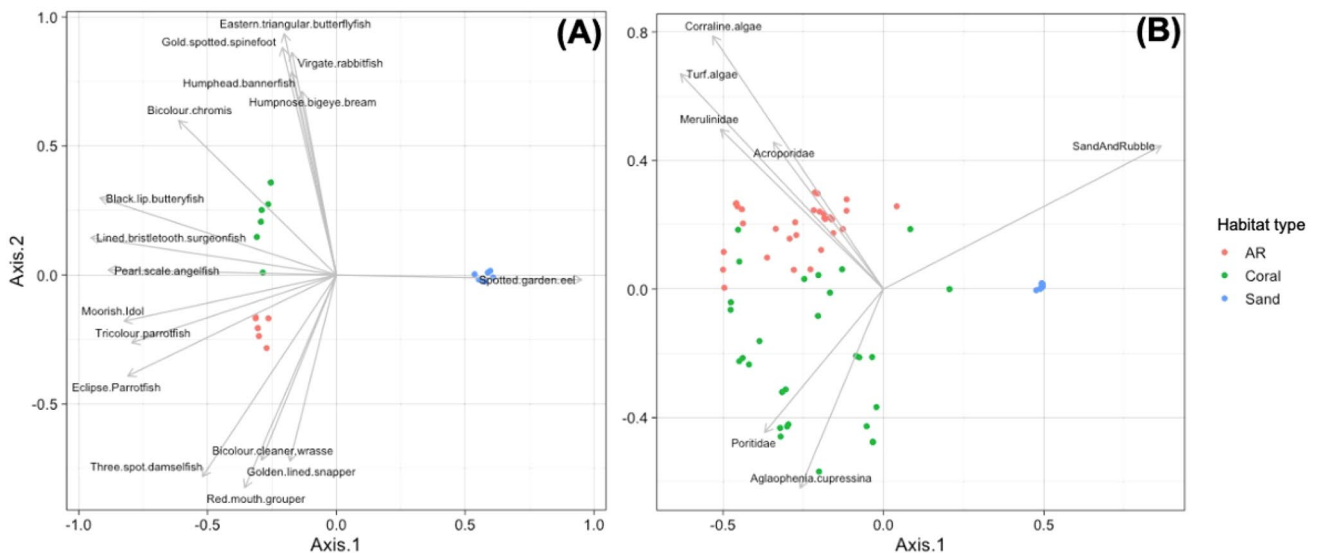 (A)
1.0
0.5
0.0
-0.5
Axis.2
-1.0
-0.5
0.0
0.5
1.0
Axis.1
Eastern.triangular.butterflyfish
Gold.spotted.spinefoot
Virgate.rabbitfish
Humphead.bannerfish
Humpnose.bigeye.bream
Bicolour.chromis
Black.lip.butteryfish
Lined.bristletooth.surgeonfish
Pearl.scale.angelfish
Spotted.garden.eel
Moorish.Idol
Tricolour.parrotfish
Eclipse.Parrotfish
Bicolour.cleaner.wrasse
Three.spot.damselfish
Golden.lined.snapper
Red.mouth.grouper
(B)
0.8
0.4
0.0
-0.4
-0.5
0.0
0.5
Axis.1
Corraline.algae
Turf.algae
Merulinidae
Acroporidae
SandAndRubble
Poritidae
Aglaophenia.cupressina
Habitat type
AR
Coral
Sand